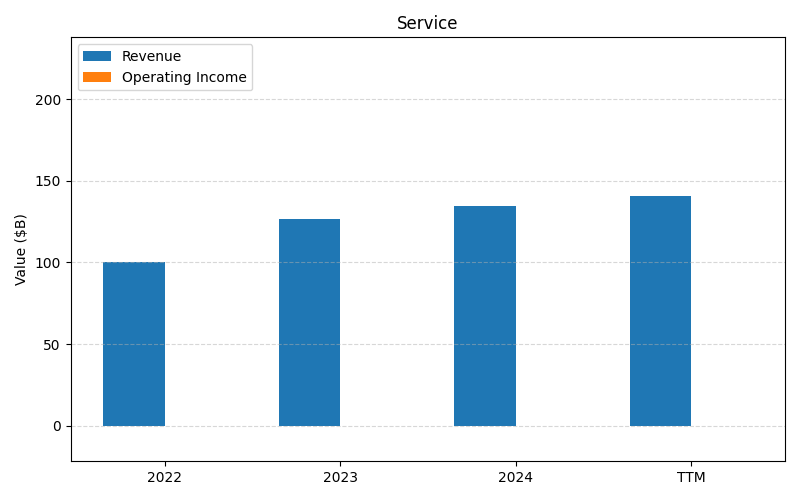 Service
Revenue
Operating Income
Value ($B)
200
150
100
50
0
2022 2023 2024 TTM